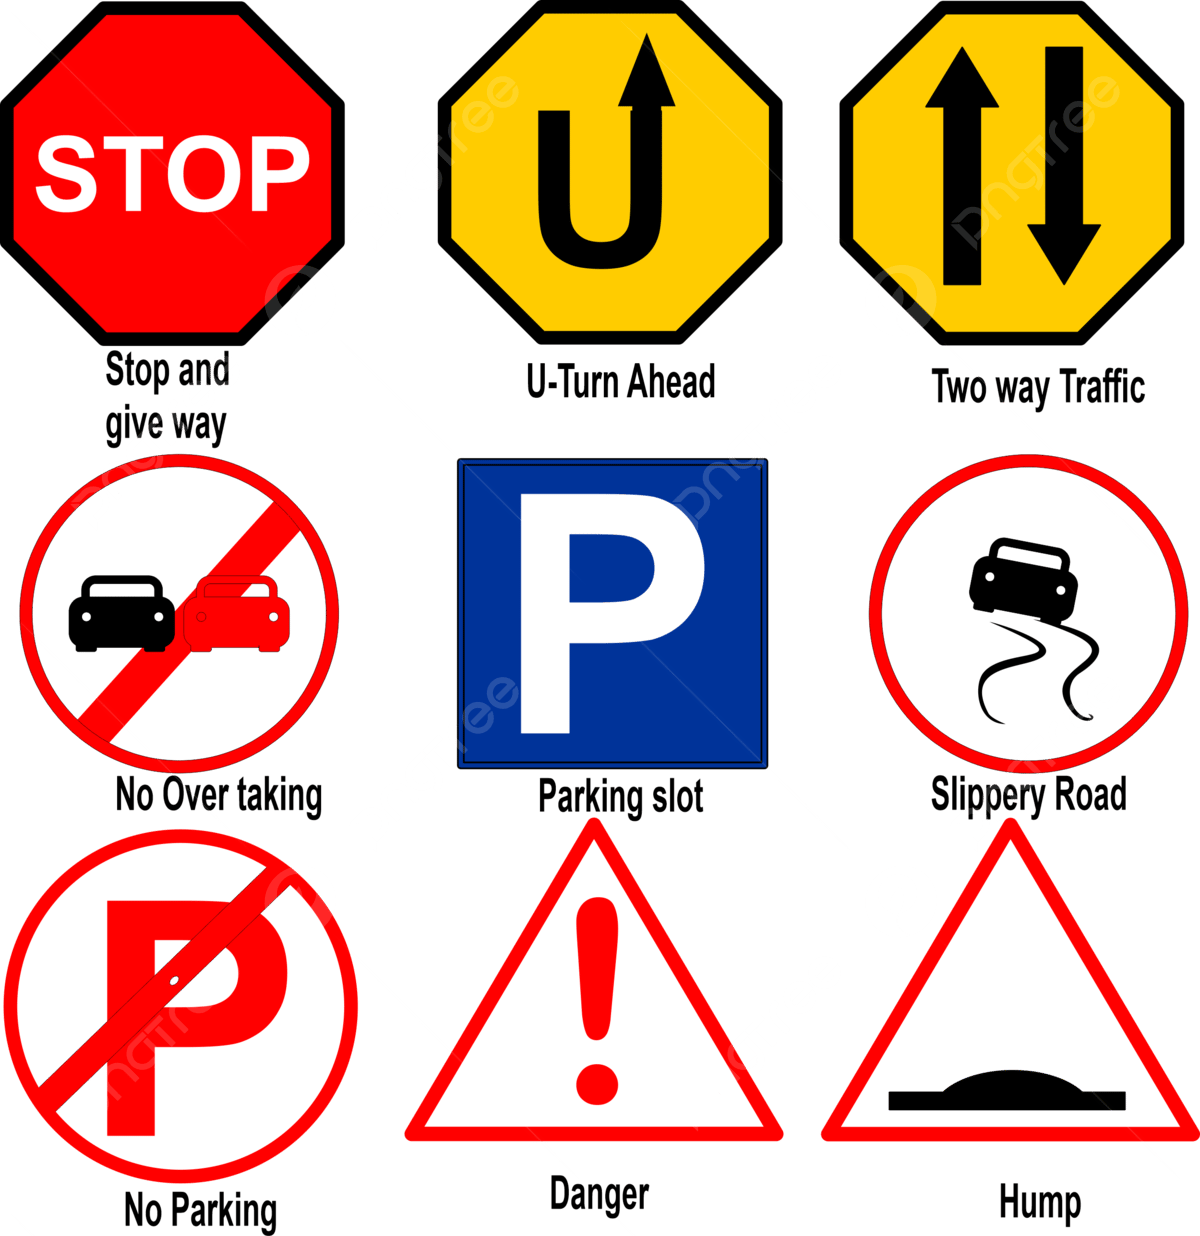 STOP
U
Stop and
give way
U-Turn Ahead
Two way Traffic
P
No Over taking
Parking slot
Slippery Road
P
!
No Parking
Danger
Hump
pngtree